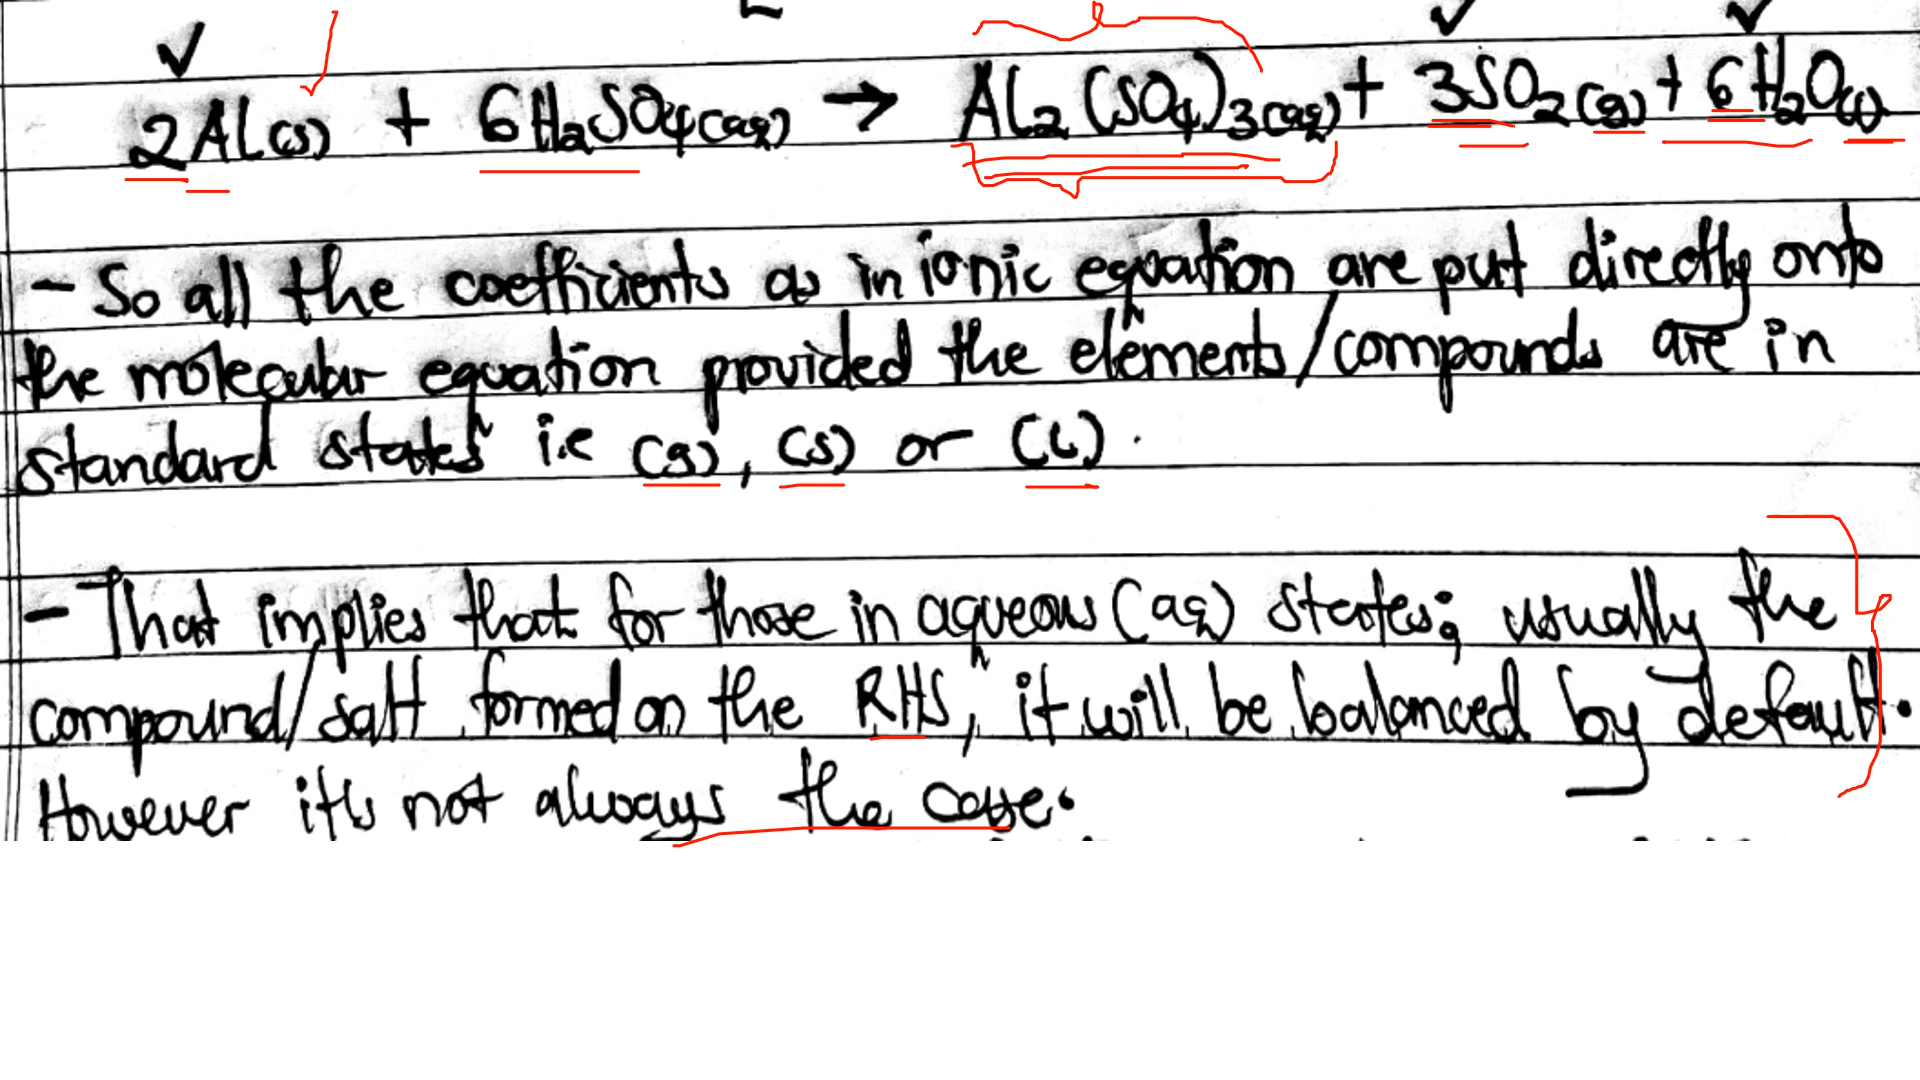 2Al(s) + 6H₂SO₄(aq) → Al₂(SO₄)₃(aq) + 3SO₂(g) + 6H₂O(l)
- So all the coefficients as in ionic equation are put directly onto
the molecular equation provided the elements/compounds are in
standard states i.e (g), (s) or (l).
- That implies that for those in aqueous (aq) states; usually the
compound/salt formed on the RHS, it will be balanced by default.
However it's not always the case.